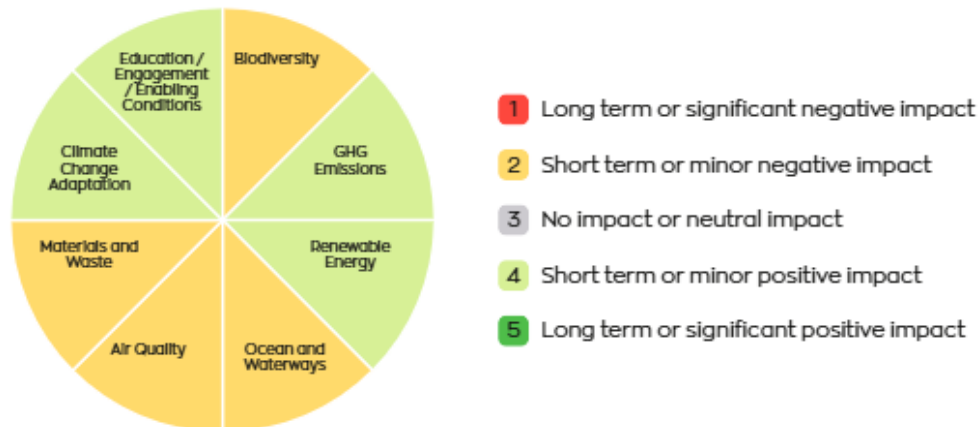 Education /
Engagement
/ Enabling
Conditions
Biodiversity
GHG
Emissions
Renewable
Energy
Ocean and
Waterways
Air Quality
Materials and
Waste
Climate
Change
Adaptation
1 Long term or significant negative impact
2 Short term or minor negative impact
3 No impact or neutral impact
4 Short term or minor positive impact
5 Long term or significant positive impact